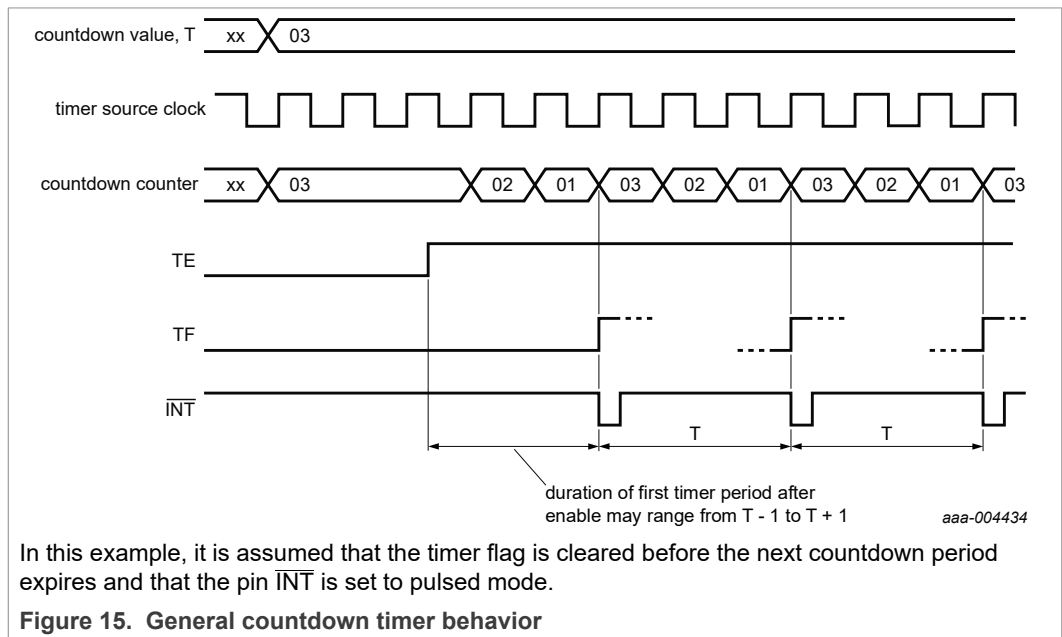 countdown value, T xx 03
timer source clock
countdown counter xx 03 02 01 03 02 01 03 02 01 03
TE
TF
INT
T T
duration of first timer period after
enable may range from T - 1 to T + 1
aaa-004434
In this example, it is assumed that the timer flag is cleared before the next countdown period
expires and that the pin INT is set to pulsed mode.
Figure 15. General countdown timer behavior